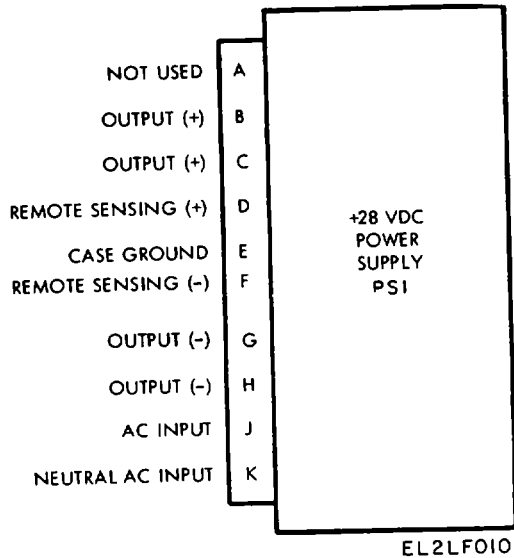 NOT USED A
OUTPUT (+) B
OUTPUT (+) C
REMOTE SENSING (+) D
CASE GROUND E
REMOTE SENSING (-) F
OUTPUT (-) G
OUTPUT (-) H
AC INPUT J
NEUTRAL AC INPUT K
+28 VDC
POWER
SUPPLY
PS1
EL2LF010